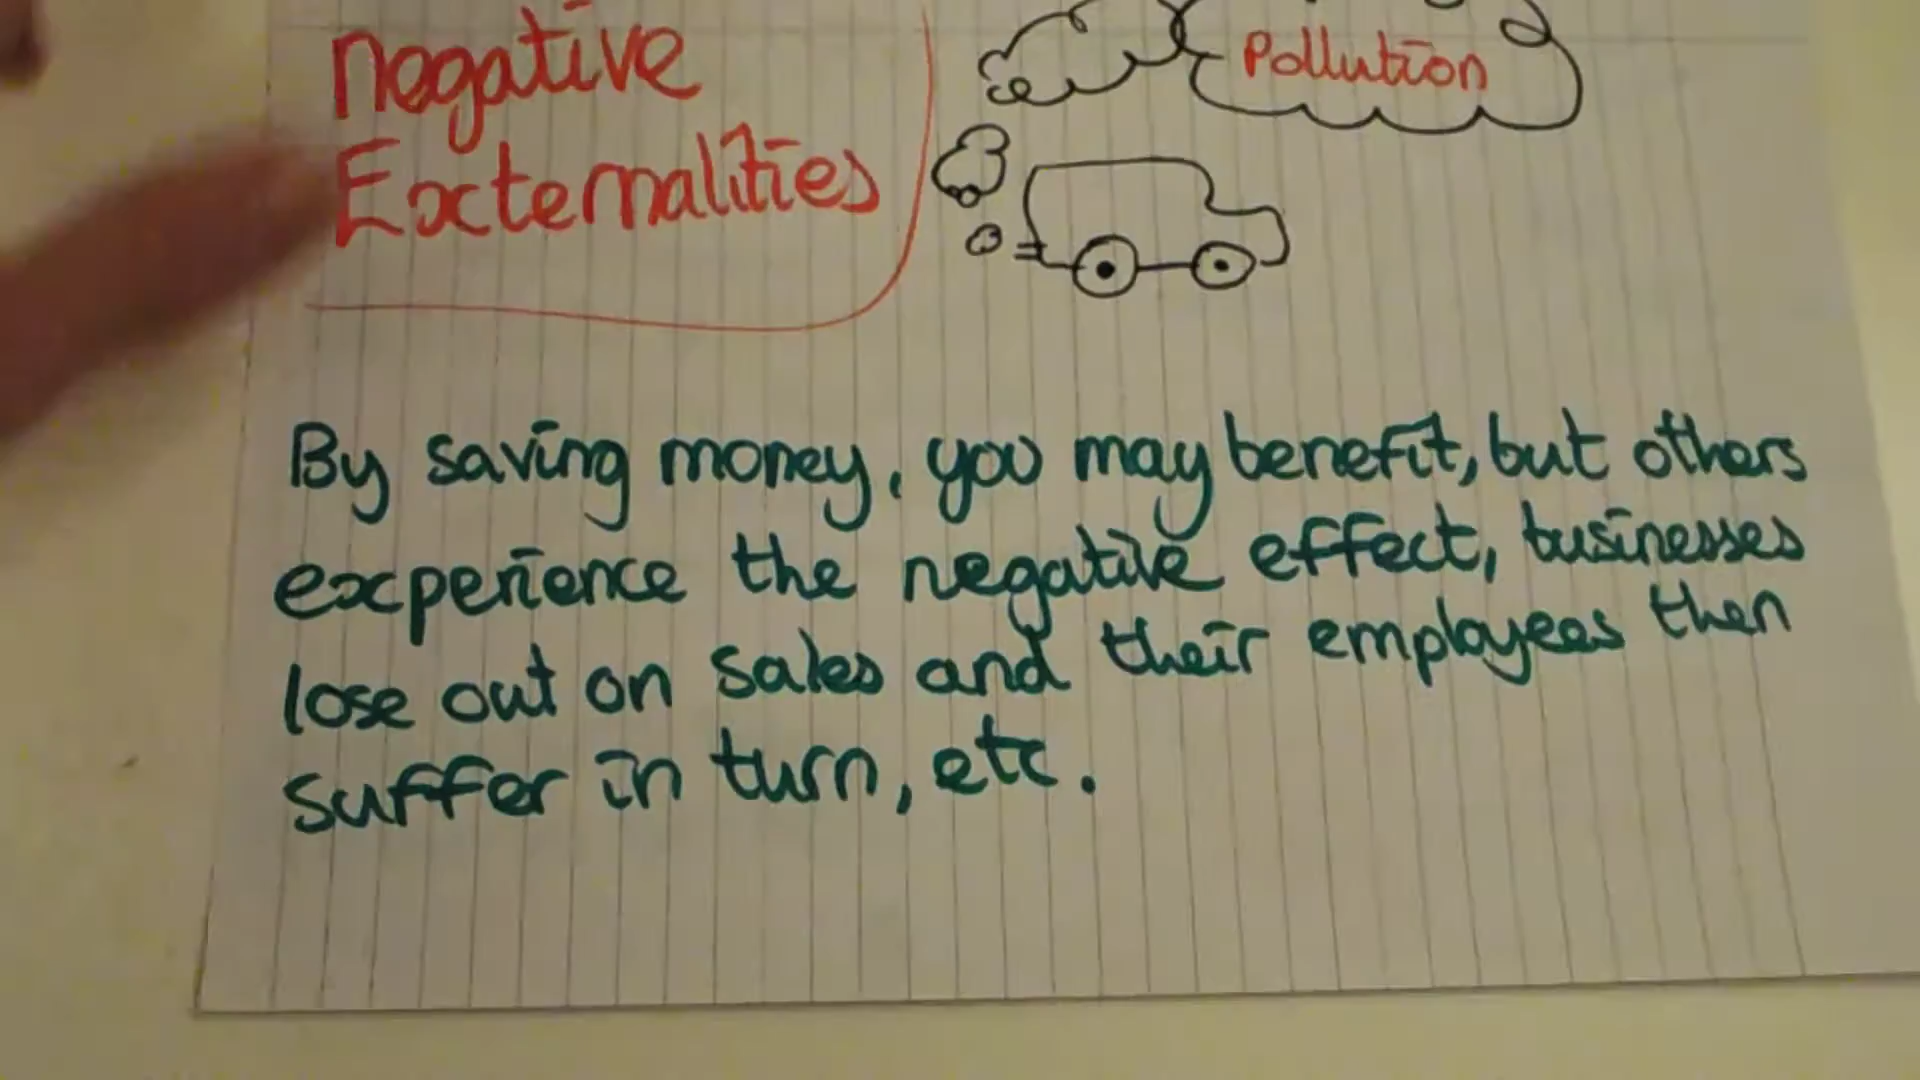 negative
Externalities
Pollution
By saving money, you may benefit, but others
experience the negative effect, businesses
lose out on sales and their employees then
suffer in turn, etc.